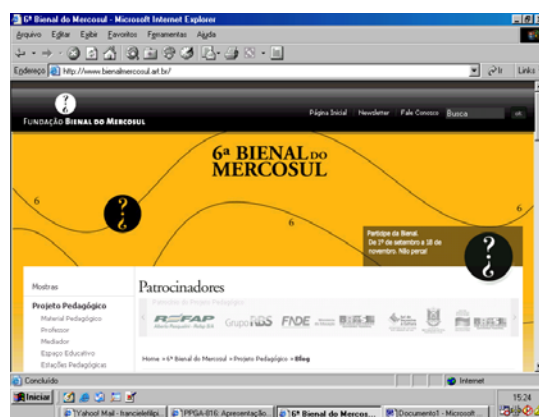 6ª Bienal do Mercosul - Microsoft Internet Explorer
Arquivo Editar Exibir Favoritos Ferramentas Ajuda
Endereço http://www.bienalmercosul.art.br/ Ir Links
FUNDAÇÃO BIENAL DO MERCOSUL
Página Inicial Newsletter Fale Conosco Busca ok
6ª BIENAL DO
MERCOSUL
6
6
6
Participe da Bienal.
De 1º de setembro a 18 de
novembro. Não perca!
Mostras
Patrocinadores
Projeto Pedagógico
Material Pedagógico
Professor
Mediador
Espaço Educativo
Estações Pedagógicas
REFAP
Grupo RBS
FNDE
Home » 6ª Bienal do Mercosul » Projeto Pedagógico » Blog
Concluído Internet
Iniciar 15:24
Yahoo! Mail - francielefilipi... PPGA-016: Apresentação... 6ª Bienal do Mercos... Documento1 - Microsoft...